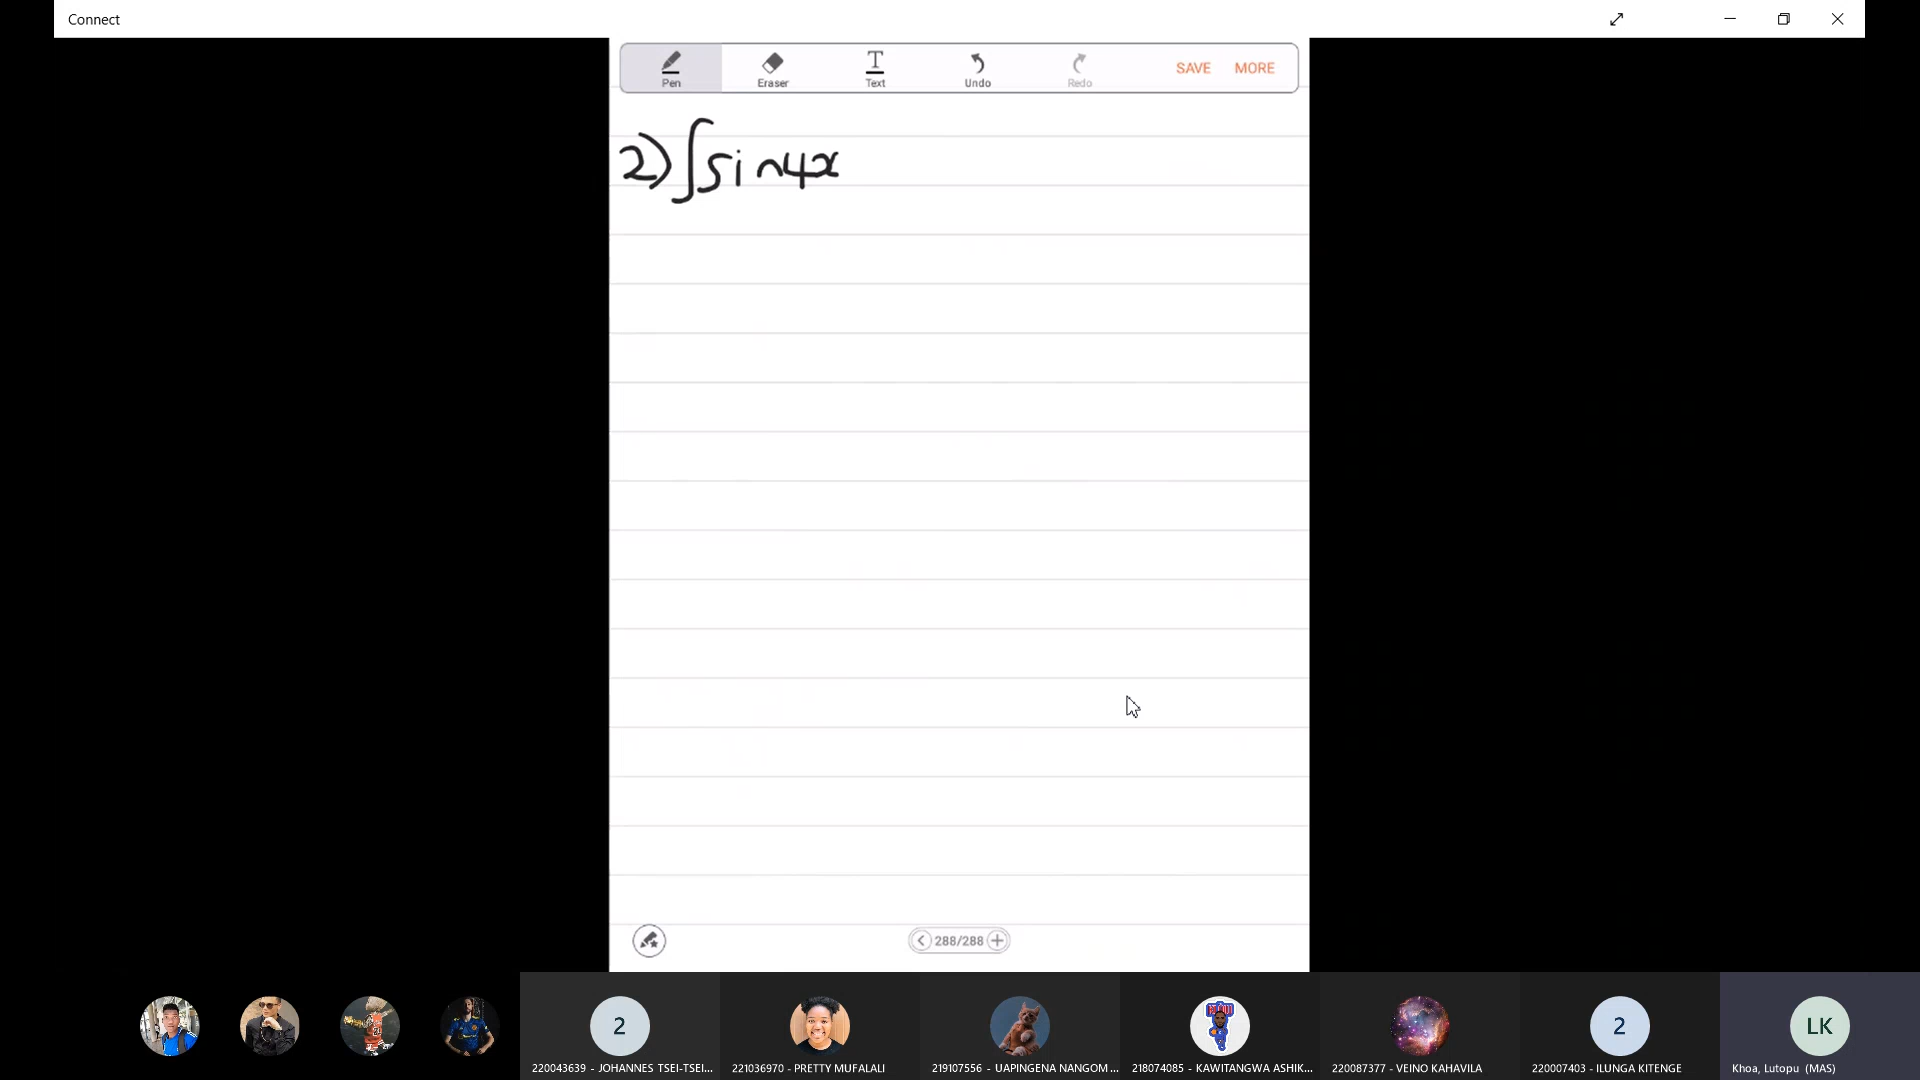 Connect
Pen
Eraser
T
Text
Undo
Redo
SAVE
MORE
2) ∫sin4x
288/288
2
220043639 - JOHANNES TSEI-TSEI...
221036970 - PRETTY MUFALALI
219107556 - UAPINGENA NANGOM...
218074085 - KAWITANGWA ASHIK...
220087377 - VEINO KAHAVILA
2
220007403 - ILUNGA KITENGE
LK
Khoa, Lutopu (MAS)